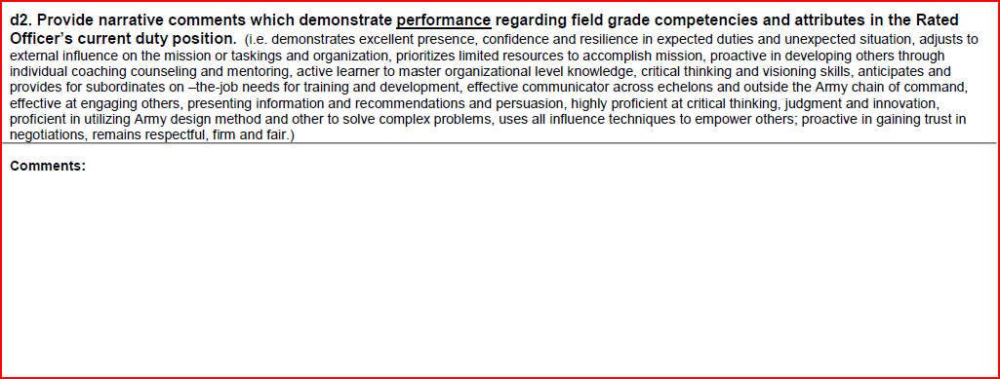 d2. Provide narrative comments which demonstrate performance regarding field grade competencies and attributes in the Rated
Officer's current duty position. (i.e. demonstrates excellent presence, confidence and resilience in expected duties and unexpected situation, adjusts to
external influence on the mission or taskings and organization, prioritizes limited resources to accomplish mission, proactive in developing others through
individual coaching counseling and mentoring, active learner to master organizational level knowledge, critical thinking and visioning skills, anticipates and
provides for subordinates on –the-job needs for training and development, effective communicator across echelons and outside the Army chain of command,
effective at engaging others, presenting information and recommendations and persuasion, highly proficient at critical thinking, judgment and innovation,
proficient in utilizing Army design method and other to solve complex problems, uses all influence techniques to empower others; proactive in gaining trust in
negotiations, remains respectful, firm and fair.)
Comments: